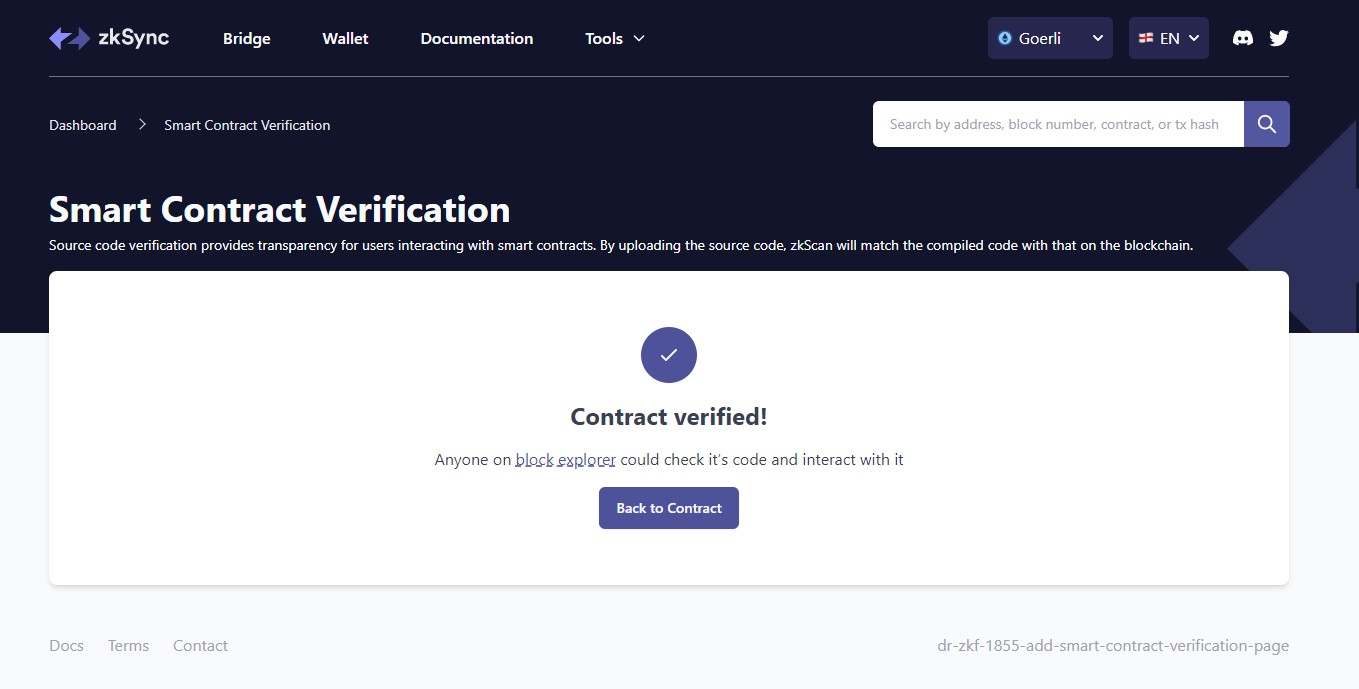 zkSync Bridge Wallet Documentation Tools Goerli EN
Dashboard Smart Contract Verification Search by address, block number, contract, or tx hash
Smart Contract Verification
Source code verification provides transparency for users interacting with smart contracts. By uploading the source code, zkScan will match the compiled code with that on the blockchain.
Contract verified!
Anyone on block explorer could check it's code and interact with it
Back to Contract
Docs Terms Contact dr-zkf-1855-add-smart-contract-verification-page